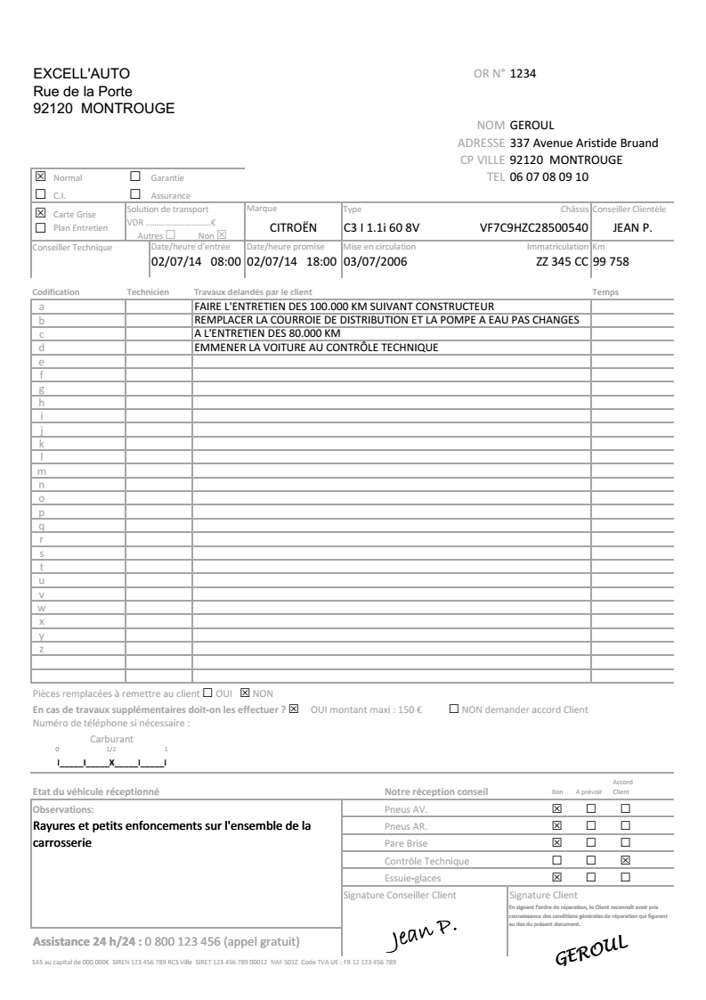 EXCELL'AUTO
Rue de la Porte
92120 MONTROUGE
OR N° 1234
NOM GEROUL
ADRESSE 337 Avenue Aristide Bruand
CP VILLE 92120 MONTROUGE
TEL 06 07 08 09 10
☒ Normal ☐ Garantie
☐ C.I. ☐ Assurance
☒ Carte Grise
☐ Plan Entretien
Solution de transport
VDR ............................€
Autres ☐ Non ☒
Marque
CITROËN
Type
C3 I 1.1i 60 8V
Châssis
VF7C9HZC28500540
Conseiller Clientèle
JEAN P.
Conseiller Technique
Date/heure d'entrée
02/07/14 08:00
Date/heure promise
02/07/14 18:00
Mise en circulation
03/07/2006
Immatriculation
ZZ 345 CC
Km
99 758
Codification Technicien Travaux delandés par le client Temps
a FAIRE L'ENTRETIEN DES 100.000 KM SUIVANT CONSTRUCTEUR
b REMPLACER LA COURROIE DE DISTRIBUTION ET LA POMPE A EAU PAS CHANGES
c A L'ENTRETIEN DES 80.000 KM
d EMMENER LA VOITURE AU CONTRÔLE TECHNIQUE
e
f
g
h
i
j
k
l
m
n
o
p
q
r
s
t
u
v
w
x
y
z
Pièces remplacées à remettre au client ☐ OUI ☒ NON
En cas de travaux supplémentaires doit-on les effectuer ? ☒ OUI montant maxi : 150 € ☐ NON demander accord Client
Numéro de téléphone si nécessaire :
Carburant
0 1/2 1
I_____I_____X_____I_____I
Etat du véhicule réceptionné
Observations:
Rayures et petits enfoncements sur l'ensemble de la
carrosserie
Assistance 24 h/24 : 0 800 123 456 (appel gratuit)
Notre réception conseil Bon A prévoir Accord Client
Pneus AV. ☒ ☐ ☐
Pneus AR. ☒ ☐ ☐
Pare Brise ☒ ☐ ☐
Contrôle Technique ☐ ☐ ☒
Essuie-glaces ☒ ☐ ☐
Signature Conseiller Client
Jean P.
Signature Client
En signant l'ordre de réparation, le Client reconnaît avoir pris
connaissance des conditions générales de réparation qui figurent
au dos du présent document.
GEROUL
SAS au capital de 000.000€ SIREN 123 456 789 RCS Ville SIRET 123 456 789 00012 NAF 501Z Code TVA UE : FR 12 123 456 789